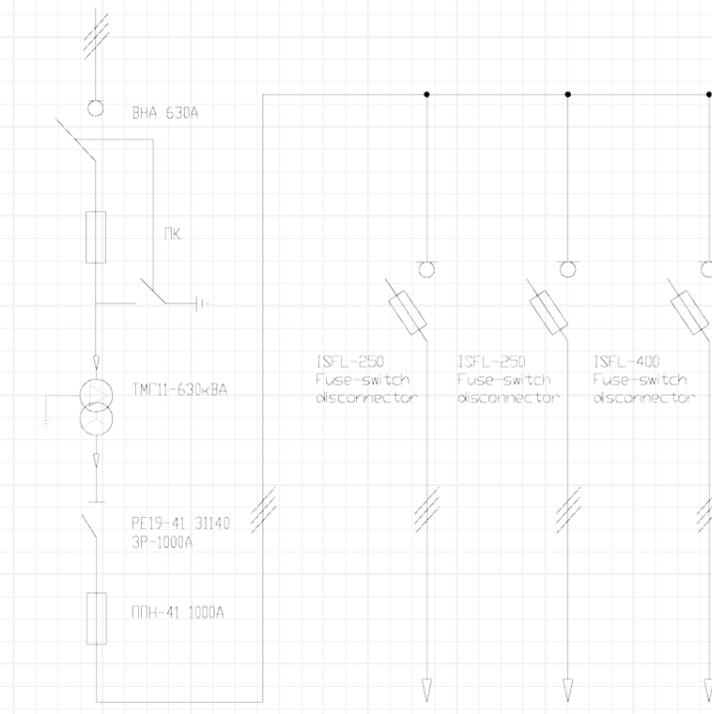 ВНА 630А
ПК
ТМГ11-630кВА
РЕ19-41 31140
3Р-1000А
ППН-41 1000А
ISFL-250
Fuse-switch
disconnector
ISFL-250
Fuse-switch
disconnector
ISFL-400
Fuse-switch
disconnector